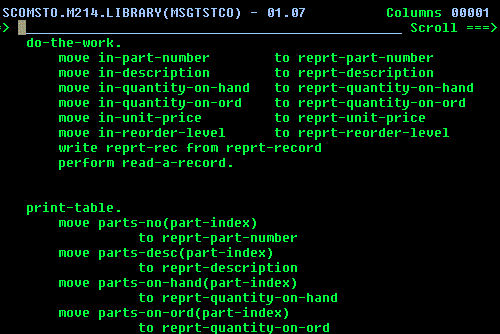 SCOMSTO.M214.LIBRARY(MSGTSTCO) - 01.07 Columns 00001
=> Scroll ===>
do-the-work.
move in-part-number to reprt-part-number
move in-description to reprt-description
move in-quantity-on-hand to reprt-quantity-on-hand
move in-quantity-on-ord to reprt-quantity-on-ord
move in-unit-price to reprt-unit-price
move in-reorder-level to reprt-reorder-level
write reprt-rec from reprt-record
perform read-a-record.
print-table.
move parts-no(part-index)
to reprt-part-number
move parts-desc(part-index)
to reprt-description
move parts-on-hand(part-index)
to reprt-quantity-on-hand
move parts-on-ord(part-index)
to reprt-quantity-on-ord